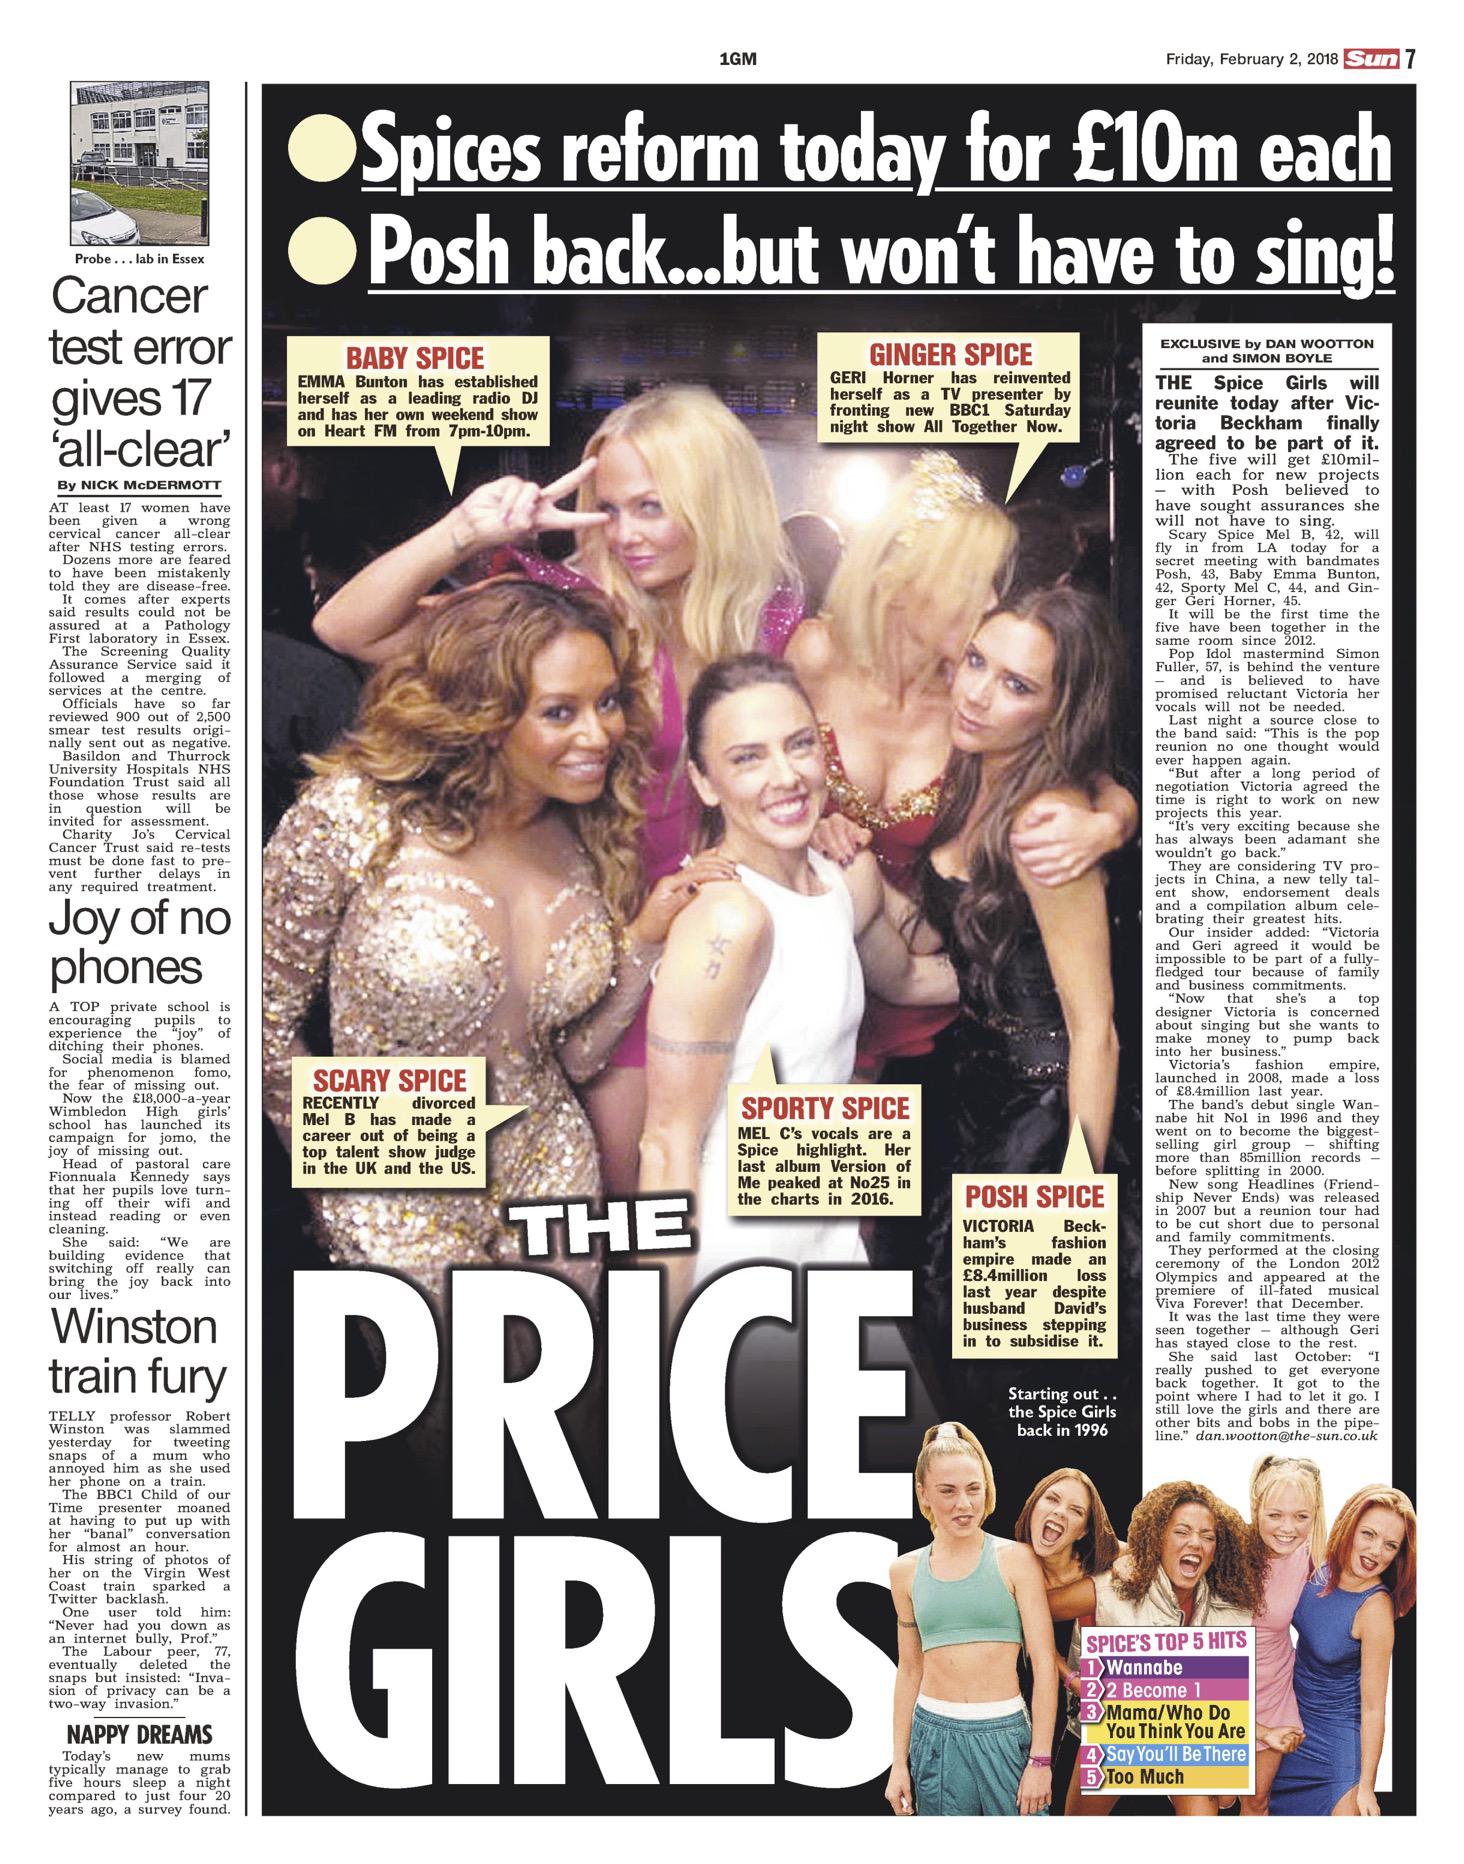 1GM
Friday, February 2, 2018 Sun 7
Probe . . . lab in Essex
Cancer
test error
gives 17
‘all-clear’
By NICK McDERMOTT
AT least 17 women have
been given a wrong
cervical cancer all-clear
after NHS testing errors.
Dozens more are feared
to have been mistakenly
told they are disease-free.
It comes after experts
said results could not be
assured at a Pathology
First laboratory in Essex.
The Screening Quality
Assurance Service said it
followed a merging of
services at the centre.
Officials have so far
reviewed 900 out of 2,500
smear test results origi-
nally sent out as negative.
Basildon and Thurrock
University Hospitals NHS
Foundation Trust said all
those whose results are
in question will be
invited for assessment.
Charity Jo’s Cervical
Cancer Trust said re-tests
must be done fast to pre-
vent further delays in
any required treatment.
Joy of no
phones
A TOP private school is
encouraging pupils to
experience the “joy” of
ditching their phones.
Social media is blamed
for phenomenon fomo,
the fear of missing out.
Now the £18,000-a-year
Wimbledon High girls’
school has launched its
campaign for jomo, the
joy of missing out.
Head of pastoral care
Fionnuala Kennedy says
that her pupils love turn-
ing off their wifi and
instead reading or even
cleaning.
She said: “We are
building evidence that
switching off really can
bring the joy back into
our lives.”
Winston
train fury
TELLY professor Robert
Winston was slammed
yesterday for tweeting
snaps of a mum who
annoyed him as she used
her phone on a train.
The BBC1 Child of our
Time presenter moaned
at having to put up with
her “banal” conversation
for almost an hour.
His string of photos of
her on the Virgin West
Coast train sparked a
Twitter backlash.
One user told him:
“Never had you down as
an internet bully, Prof.”
The Labour peer, 77,
eventually deleted the
snaps but insisted: “Inva-
sion of privacy can be a
two-way invasion.”
NAPPY DREAMS
Today’s new mums
typically manage to grab
five hours sleep a night
compared to just four 20
years ago, a survey found.
Spices reform today for £10m each
Posh back...but won’t have to sing!
BABY SPICE
EMMA Bunton has established
herself as a leading radio DJ
and has her own weekend show
on Heart FM from 7pm-10pm.
GINGER SPICE
GERI Horner has reinvented
herself as a TV presenter by
fronting new BBC1 Saturday
night show All Together Now.
SCARY SPICE
RECENTLY divorced
Mel B has made a
career out of being a
top talent show judge
in the UK and the US.
SPORTY SPICE
MEL C’s vocals are a
Spice highlight. Her
last album Version of
Me peaked at No25 in
the charts in 2016.
POSH SPICE
VICTORIA Beck-
ham’s fashion
empire made an
£8.4million loss
last year despite
husband David’s
business stepping
in to subsidise it.
THE
PRICE
GIRLS
EXCLUSIVE by DAN WOOTTON
and SIMON BOYLE
THE Spice Girls will
reunite today after Vic-
toria Beckham finally
agreed to be part of it.
The five will get £10mil-
lion each for new projects
— with Posh believed to
have sought assurances she
will not have to sing.
Scary Spice Mel B, 42, will
fly in from LA today for a
secret meeting with bandmates
Posh, 43, Baby Emma Bunton,
42, Sporty Mel C, 44, and Gin-
ger Geri Horner, 45.
It will be the first time the
five have been together in the
same room since 2012.
Pop Idol mastermind Simon
Fuller, 57, is behind the venture
— and is believed to have
promised reluctant Victoria her
vocals will not be needed.
Last night a source close to
the band said: “This is the pop
reunion no one thought would
ever happen again.
“But after a long period of
negotiation Victoria agreed the
time is right to work on new
projects this year.
“It’s very exciting because she
has always been adamant she
wouldn’t go back.”
They are considering TV pro-
jects in China, a new telly tal-
ent show, endorsement deals
and a compilation album cele-
brating their greatest hits.
Our insider added: “Victoria
and Geri agreed it would be
impossible to be part of a fully-
fledged tour because of family
and business commitments.
“Now that she’s a top
designer Victoria is concerned
about singing but she wants to
make money to pump back
into her business.”
Victoria’s fashion empire,
launched in 2008, made a loss
of £8.4million last year.
The band’s debut single Wan-
nabe hit No1 in 1996 and they
went on to become the biggest-
selling girl group — shifting
more than 85million records —
before splitting in 2000.
New song Headlines (Friend-
ship Never Ends) was released
in 2007 but a reunion tour had
to be cut short due to personal
and family commitments.
They performed at the closing
ceremony of the London 2012
Olympics and appeared at the
premiere of ill-fated musical
Viva Forever! that December.
It was the last time they were
seen together — although Geri
has stayed close to the rest.
She said last October: “I
really pushed to get everyone
back together. It got to the
point where I had to let it go. I
still love the girls and there are
other bits and bobs in the pipe-
line.” dan.wootton@the-sun.co.uk
Starting out . .
the Spice Girls
back in 1996
SPICE’S TOP 5 HITS
1 Wannabe
2 2 Become 1
3 Mama/Who Do
You Think You Are
4 Say You’ll Be There
5 Too Much